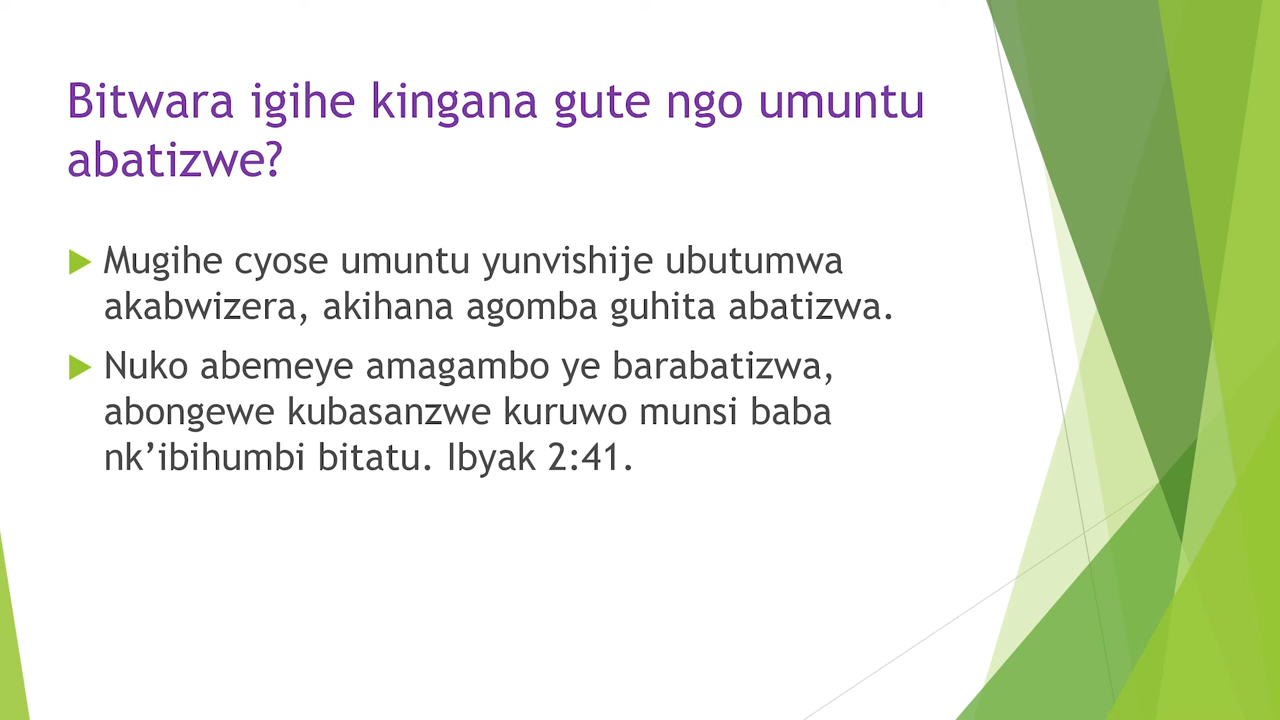 Bitwara igihe kingana gute ngo umuntu
abatizwe?
Mugihe cyose umuntu yunvishije ubutumwa
akabwizera, akihana agomba guhita abatizwa.
Nuko abemeye amagambo ye barabatizwa,
abongewe kubasanzwe kuruwo munsi baba
nk’ibihumbi bitatu. Ibyak 2:41.